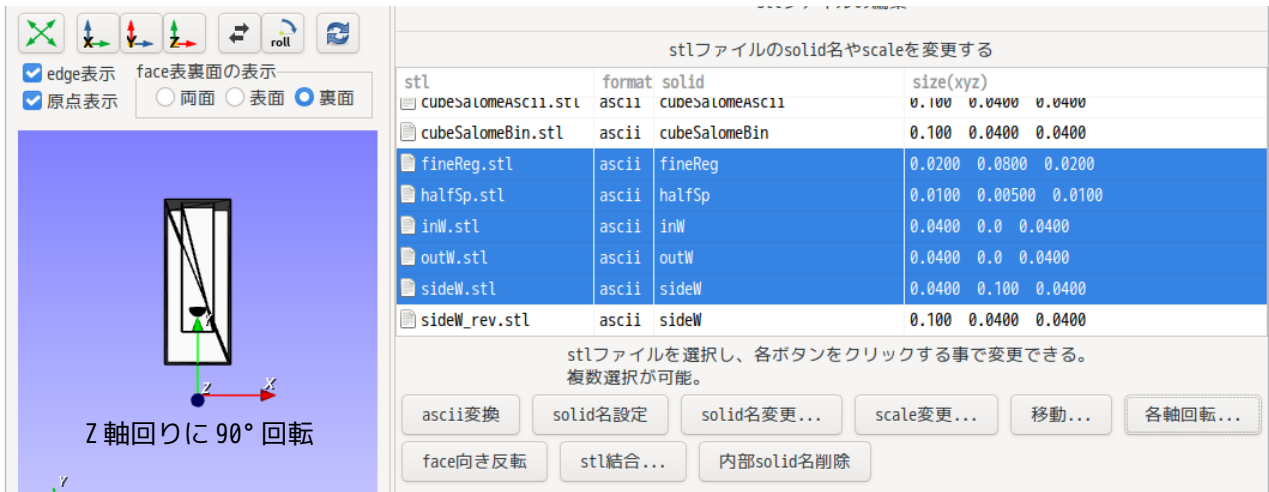 X Y Z roll
stlファイルのsolid名やscaleを変更する
edge表示 face表裏面の表示
原点表示 両面 表面 裏面
stl format solid size(xyz)
cubeSalomeAscii.stl ascii cubeSalomeAscii 0.100 0.0400 0.0400
cubeSalomeBin.stl ascii cubeSalomeBin 0.100 0.0400 0.0400
fineReg.stl ascii fineReg 0.0200 0.0800 0.0200
halfSp.stl ascii halfSp 0.0100 0.00500 0.0100
inW.stl ascii inW 0.0400 0.0 0.0400
outW.stl ascii outW 0.0400 0.0 0.0400
sideW.stl ascii sideW 0.0400 0.100 0.0400
sideW_rev.stl ascii sideW 0.100 0.0400 0.0400
Y
Z X
Z軸回りに90°回転
Y
stlファイルを選択し、各ボタンをクリックする事で変更できる。
複数選択が可能。
ascii変換 solid名設定 solid名変更... scale変更... 移動... 各軸回転...
face向き反転 stl結合... 内部solid名削除